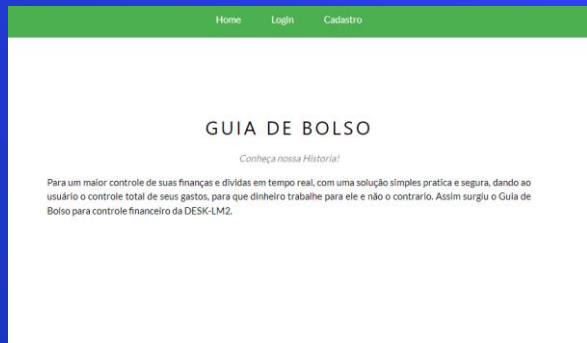 Home Login Cadastro
GUIA DE BOLSO
Conheça nossa Historia!
Para um maior controle de suas finanças e dividas em tempo real, com uma solução simples pratica e segura, dando ao
usuário o controle total de seus gastos, para que dinheiro trabalhe para ele e não o contrario. Assim surgiu o Guia de
Bolso para controle financeiro da DESK-LM2.